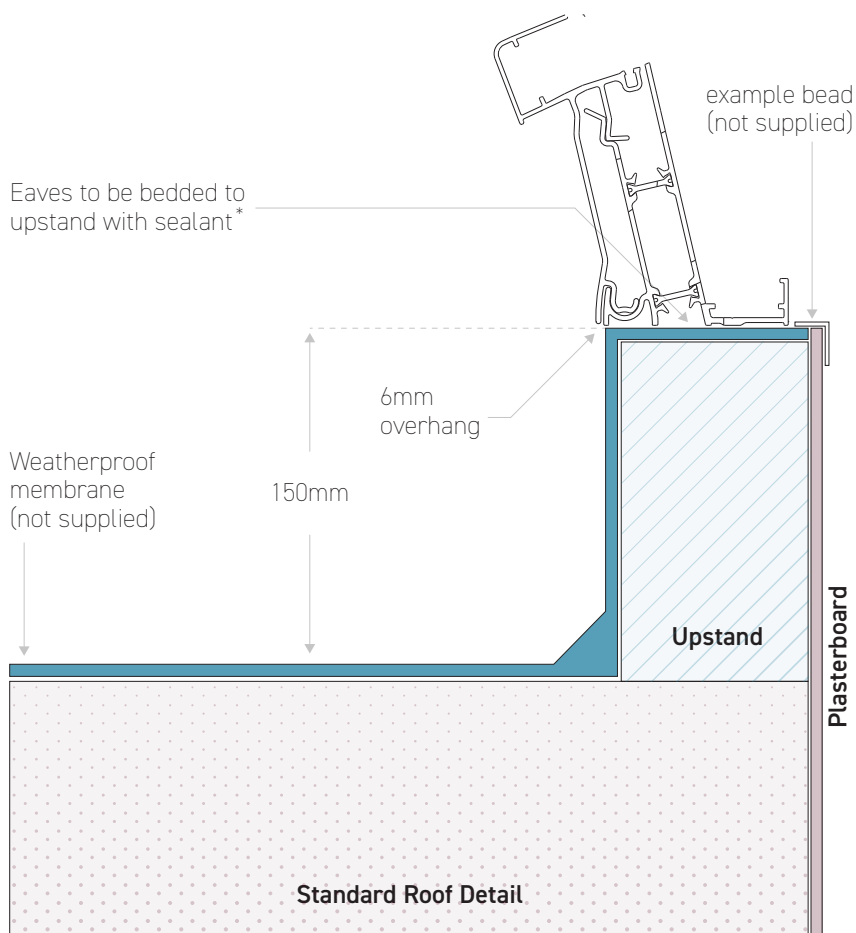 example bead
(not supplied)
Eaves to be bedded to
upstand with sealant*
6mm
overhang
Weatherproof
membrane
(not supplied)
150mm
Upstand
Plasterboard
Standard Roof Detail